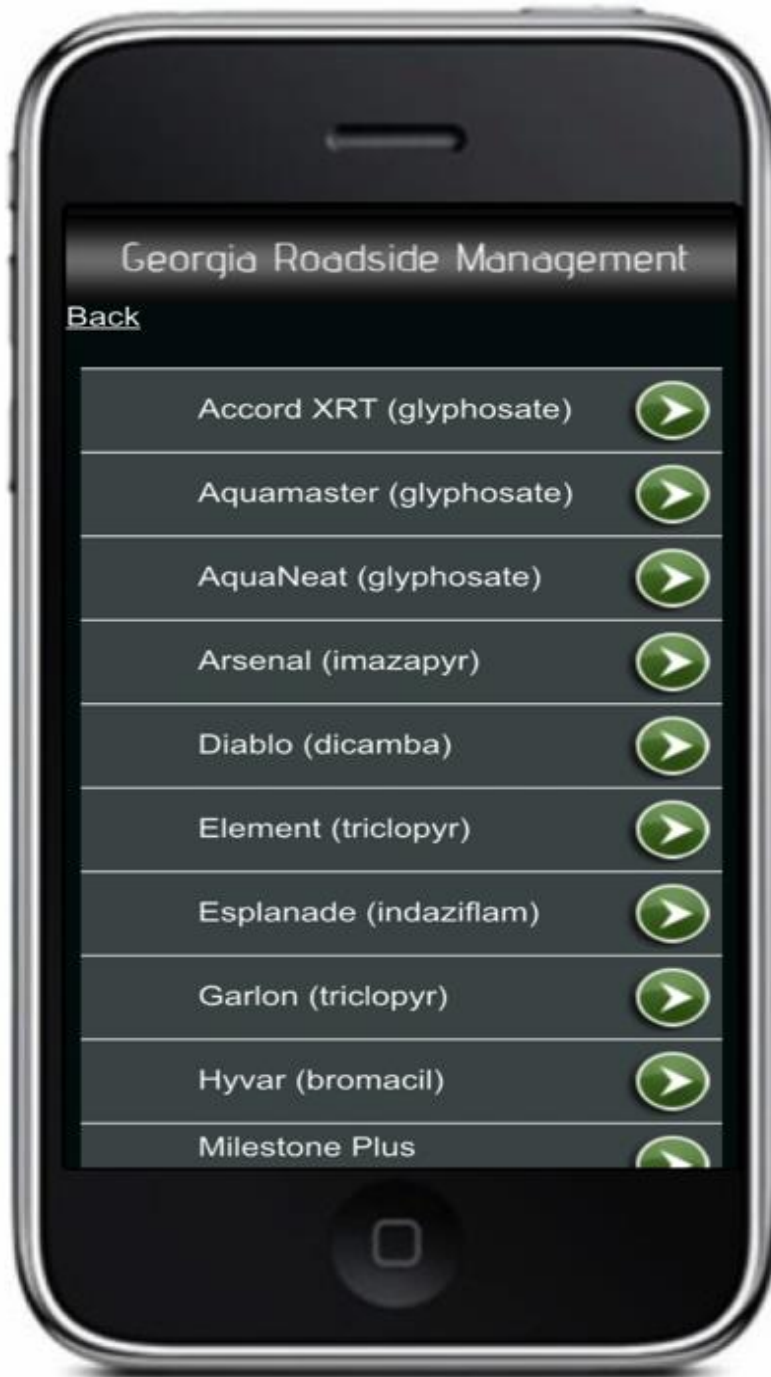 Georgia Roadside Management
Back
Accord XRT (glyphosate)
Aquamaster (glyphosate)
AquaNeat (glyphosate)
Arsenal (imazapyr)
Diablo (dicamba)
Element (triclopyr)
Esplanade (indaziflam)
Garlon (triclopyr)
Hyvar (bromacil)
Milestone Plus